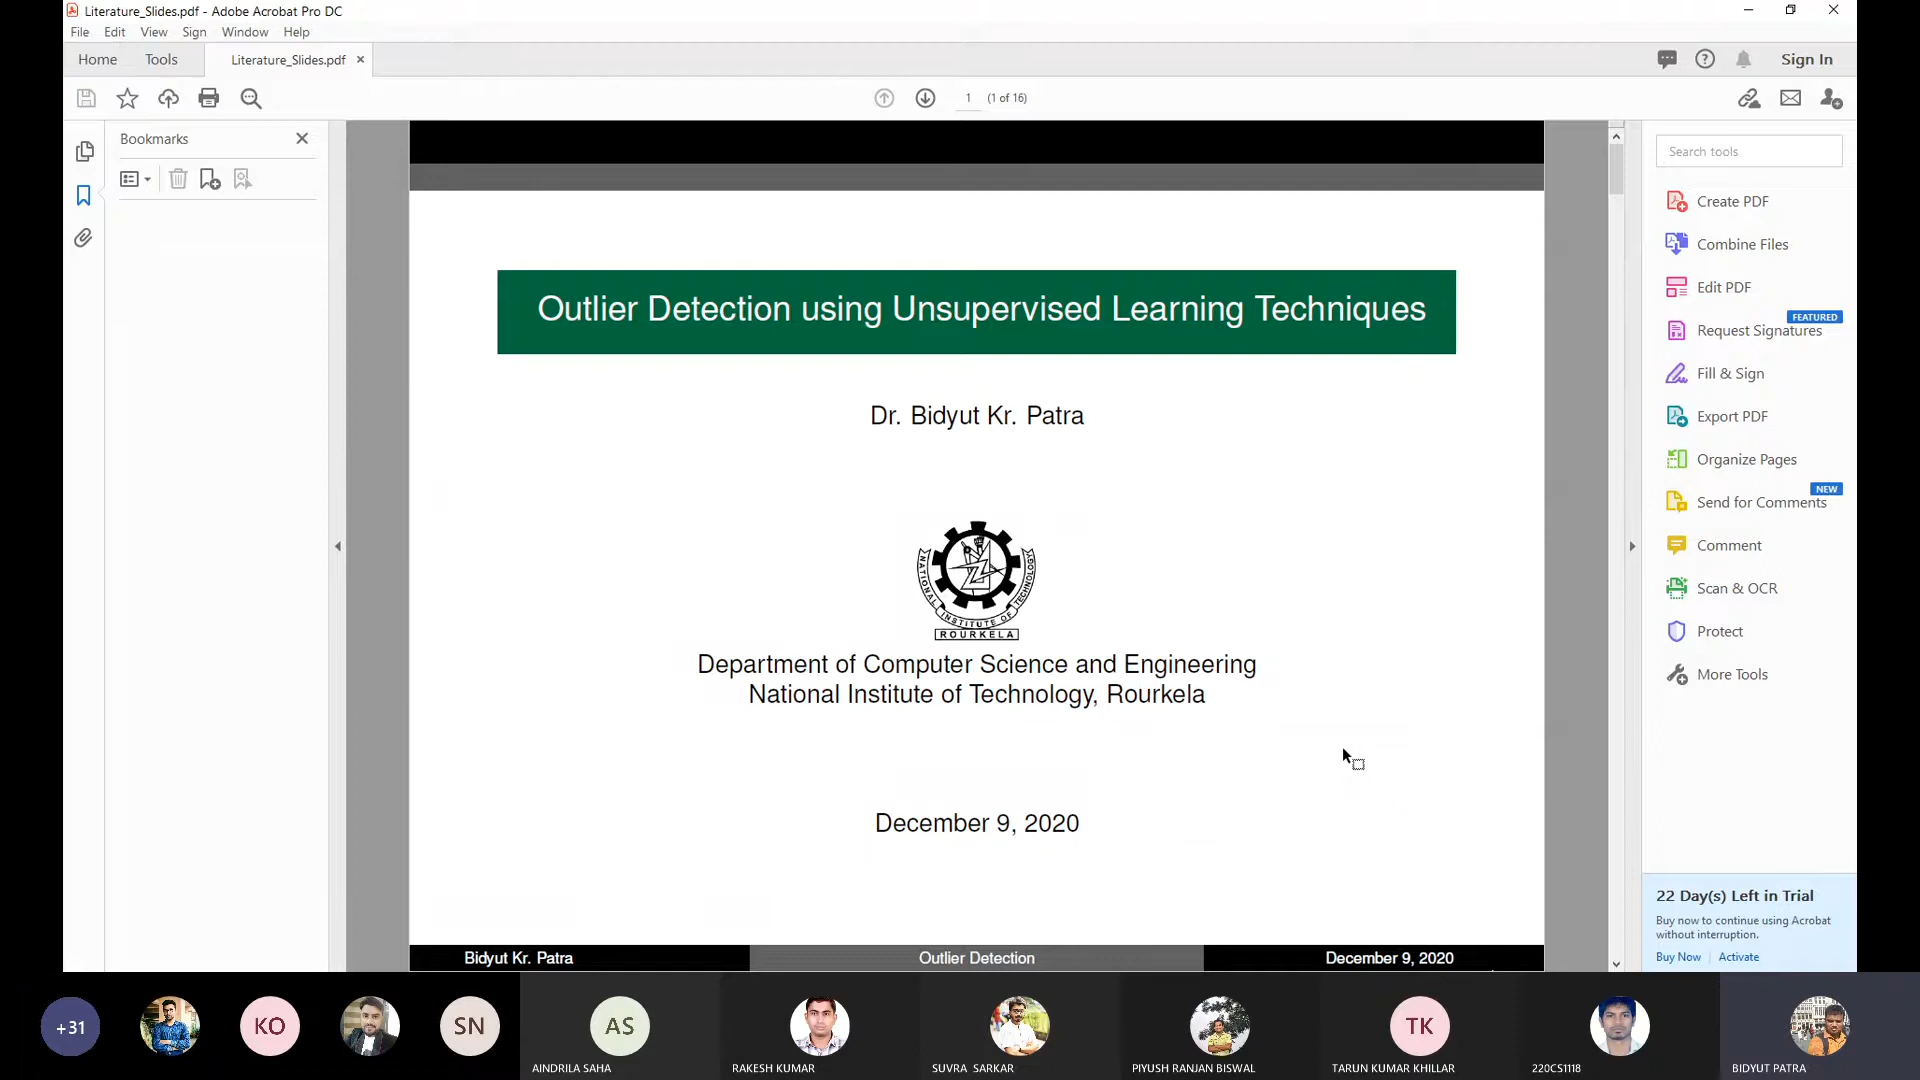 Literature_Slides.pdf - Adobe Acrobat Pro DC
File Edit View Sign Window Help
Home Tools Literature_Slides.pdf × Sign In
1 (1 of 16)
Bookmarks
Search tools
Create PDF
Combine Files
Edit PDF
FEATURED
Request Signatures
Fill & Sign
Export PDF
Organize Pages
NEW
Send for Comments
Comment
Scan & OCR
Protect
More Tools
22 Day(s) Left in Trial
Buy now to continue using Acrobat
without interruption.
Buy Now | Activate
Outlier Detection using Unsupervised Learning Techniques
Dr. Bidyut Kr. Patra
NATIONAL INSTITUTE OF TECHNOLOGY
ROURKELA
Department of Computer Science and Engineering
National Institute of Technology, Rourkela
December 9, 2020
Bidyut Kr. Patra Outlier Detection December 9, 2020
+31 KO SN AS TK
AINDRILA SAHA RAKESH KUMAR SUVRA SARKAR PIYUSH RANJAN BISWAL TARUN KUMAR KHILLAR 220CS1118 BIDYUT PATRA